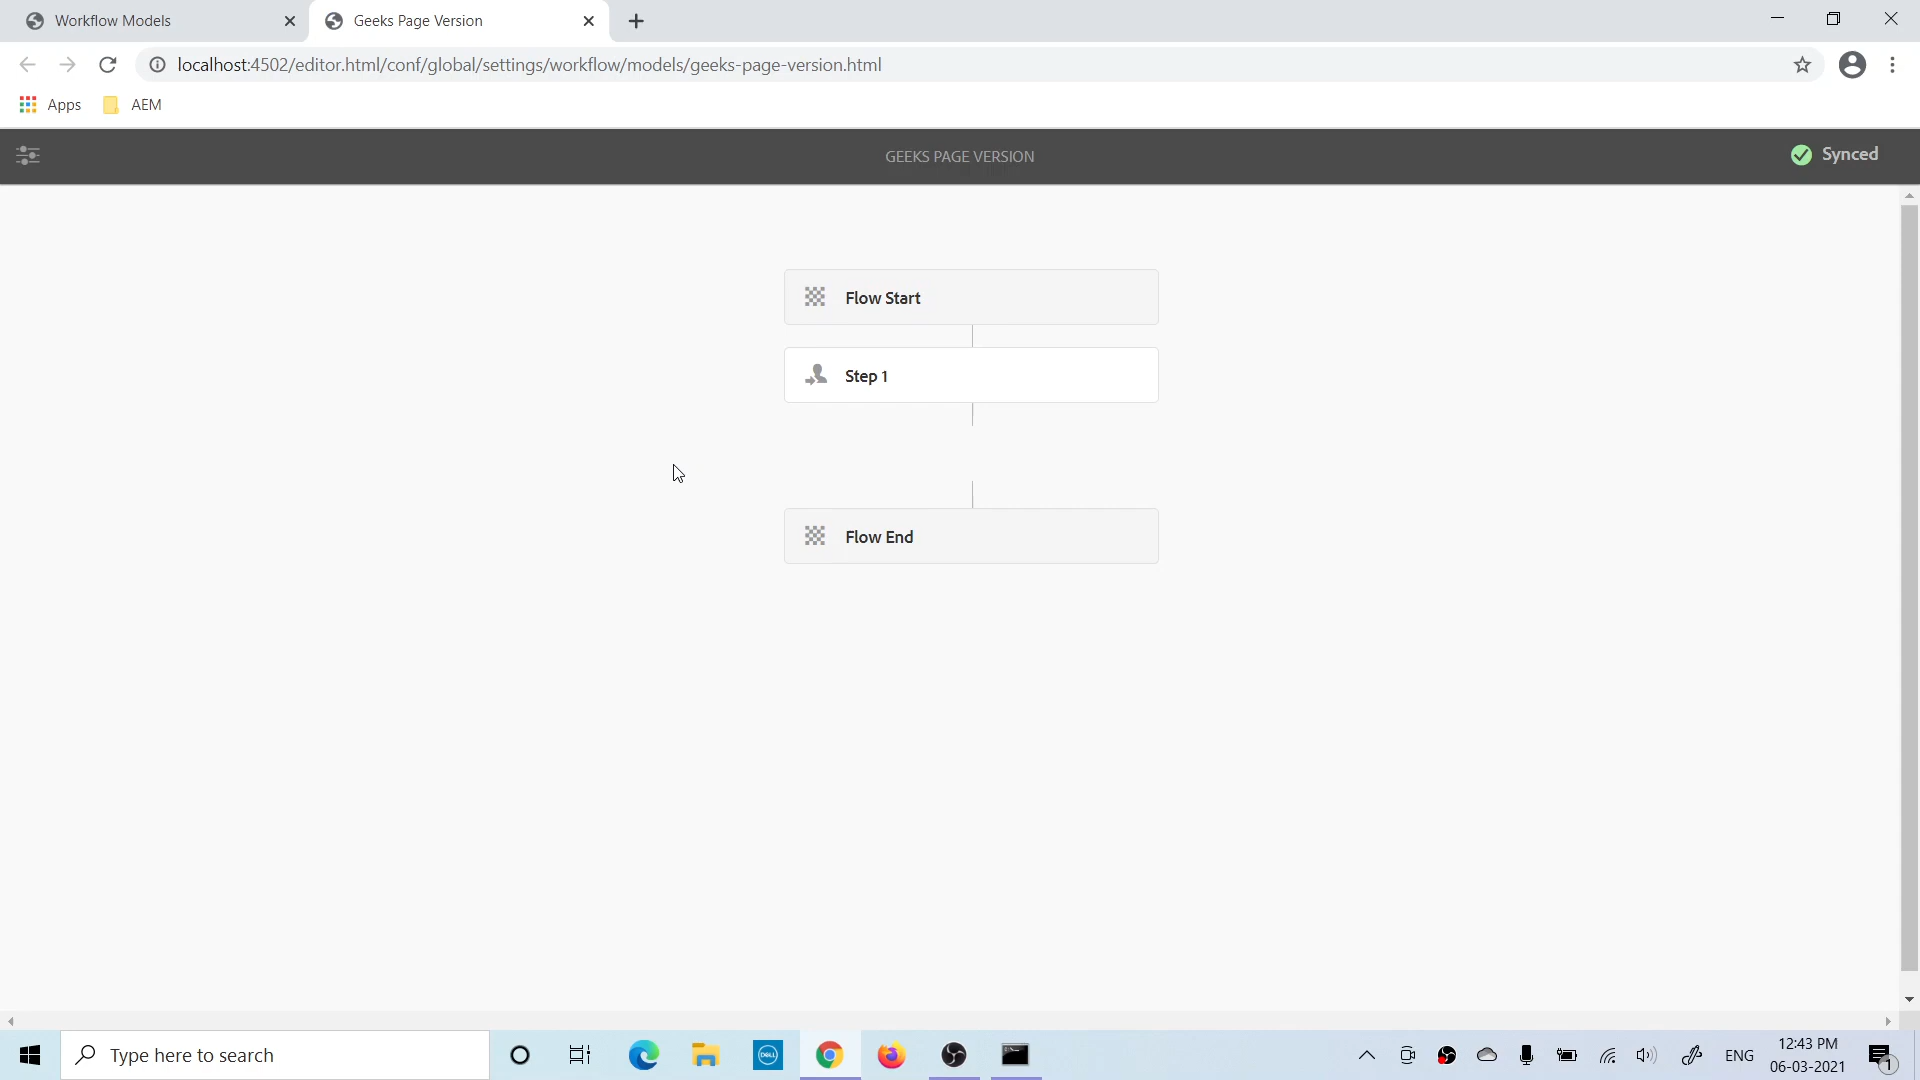 Workflow Models
Geeks Page Version
localhost:4502/editor.html/conf/global/settings/workflow/models/geeks-page-version.html
Apps
AEM
GEEKS PAGE VERSION
Synced
Flow Start
Step 1
Flow End
Type here to search
DELL
ENG
12:43 PM
06-03-2021
1